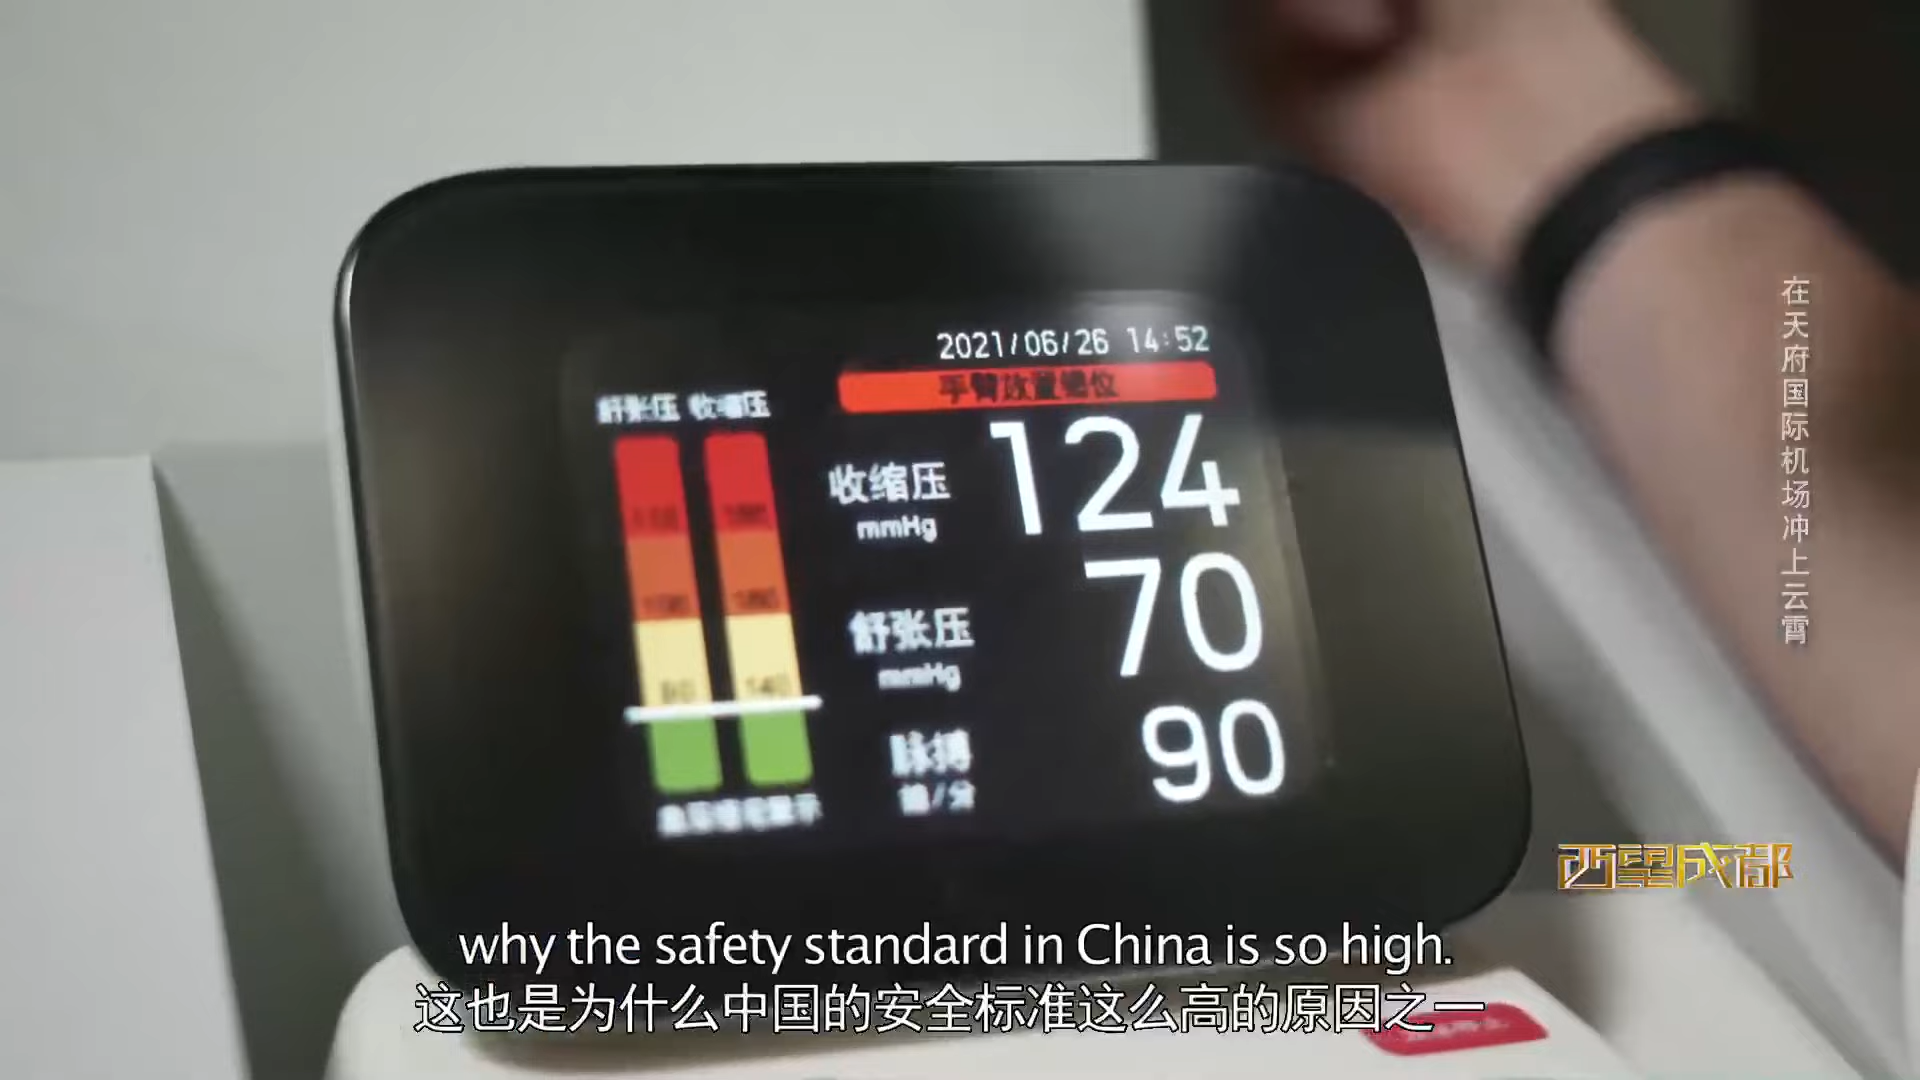 2021/06/26 14:52
手臂放置错位
舒张压 收缩压
收缩压
124
mmHg
舒张压
70
mmHg
脉搏
90
/分
90 140
在天府国际机场冲上云霄
西望成都
why the safety standard in China is so high.
这也是为什么中国的安全标准这么高的原因之一